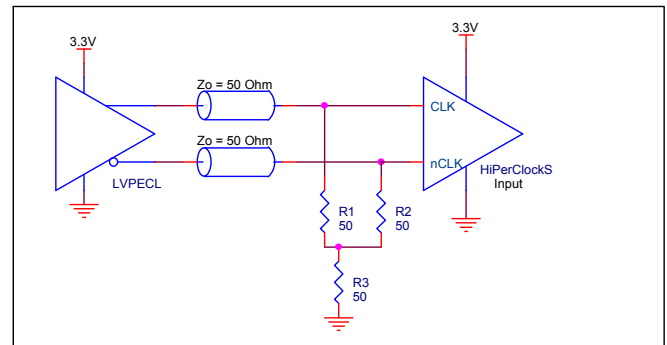 3.3V
3.3V
Zo = 50 Ohm
CLK
Zo = 50 Ohm
nCLK
LVPECL
HiPerClockS
Input
R1
50
R2
50
R3
50